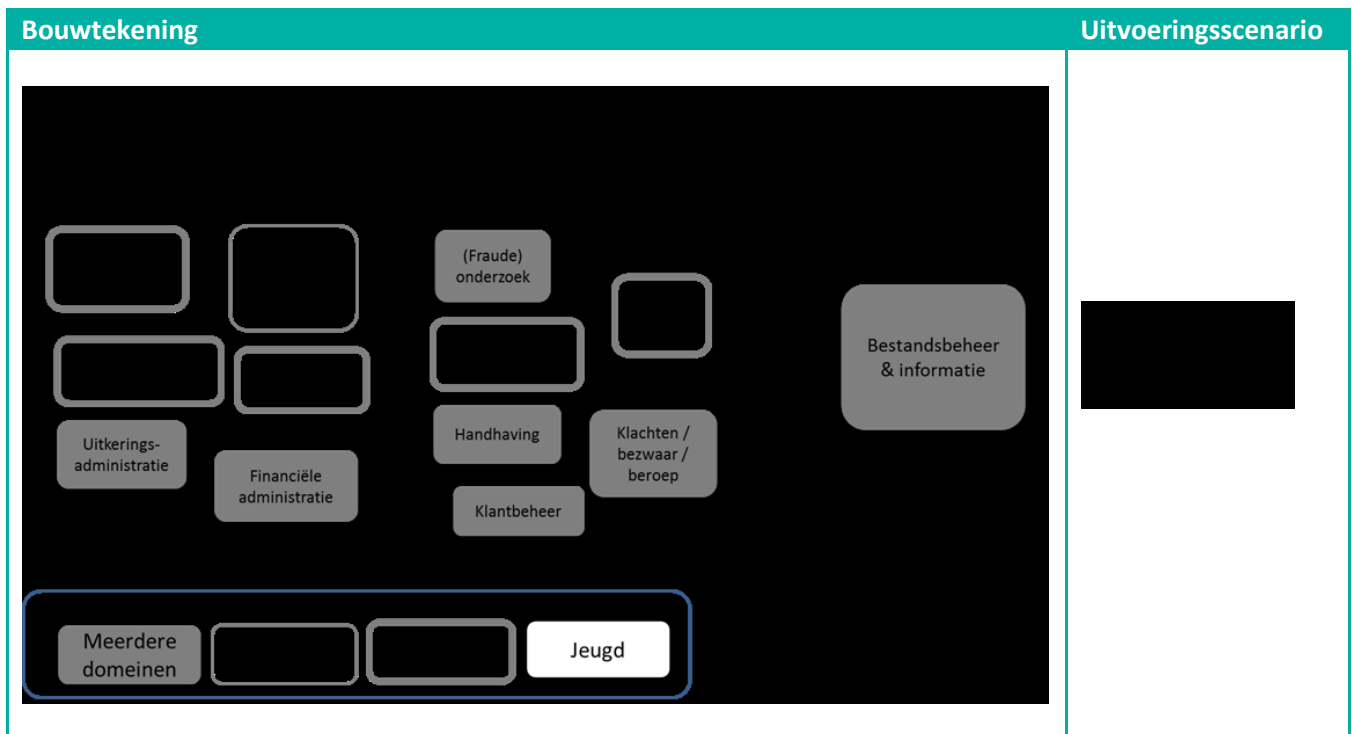 Bouwtekening
Uitvoeringsscenario
(Fraude)
onderzoek
Bestandsbeheer
& informatie
Uitkerings-
administratie
Financiële
administratie
Handhaving
Klachten /
bezwaar /
beroep
Klantbeheer
Meerdere
domeinen
Jeugd